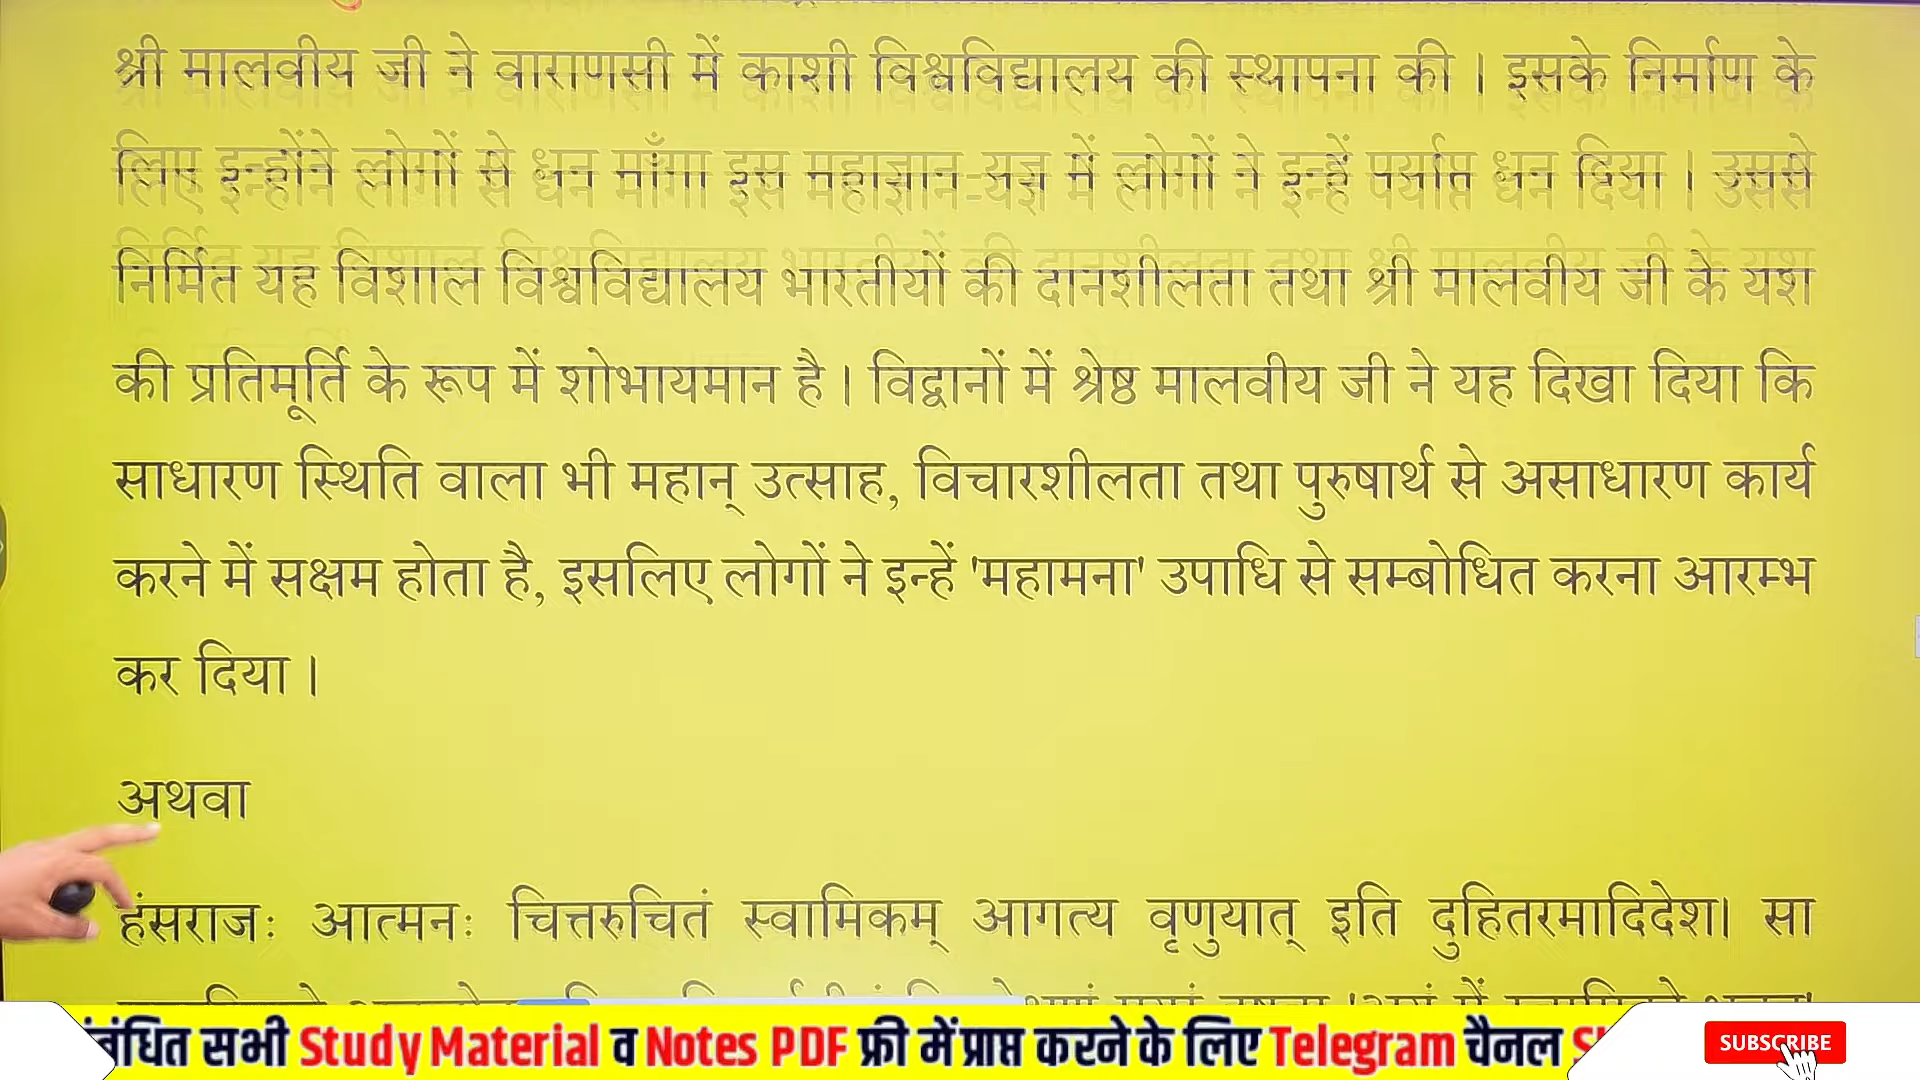 श्री मालवीय जी ने वाराणसी में काशी विश्वविद्यालय की स्थापना की । इसके निर्माण के
लिए इन्होंने लोगों से धन माँगा इस महाज्ञान-यज्ञ में लोगों ने इन्हें पर्याप्त धन दिया । उससे
निर्मित यह विशाल विश्वविद्यालय भारतीयों की दानशीलता तथा श्री मालवीय जी के यश
की प्रतिमूर्ति के रूप में शोभायमान है । विद्वानों में श्रेष्ठ मालवीय जी ने यह दिखा दिया कि
साधारण स्थिति वाला भी महान् उत्साह, विचारशीलता तथा पुरुषार्थ से असाधारण कार्य
करने में सक्षम होता है, इसलिए लोगों ने इन्हें 'महामना' उपाधि से सम्बोधित करना आरम्भ
कर दिया ।
अथवा
हंसराजः आत्मनः चित्तरुचितं स्वामिकम् आगत्य वृणुयात् इति दुहितरमादिदेश। सा
सभी Study Material व Notes PDF फ्री में प्राप्त करने के लिए Telegram चैनल
SUBSCRIBE